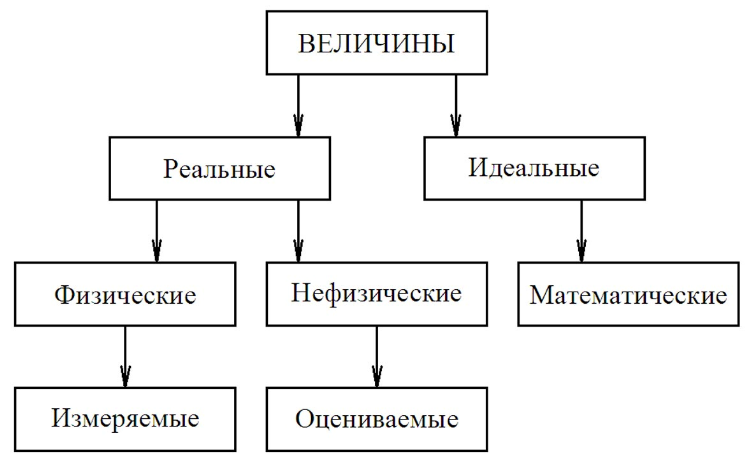 ВЕЛИЧИНЫ
Реальные
Идеальные
Физические
Нефизические
Математические
Измеряемые
Оцениваемые